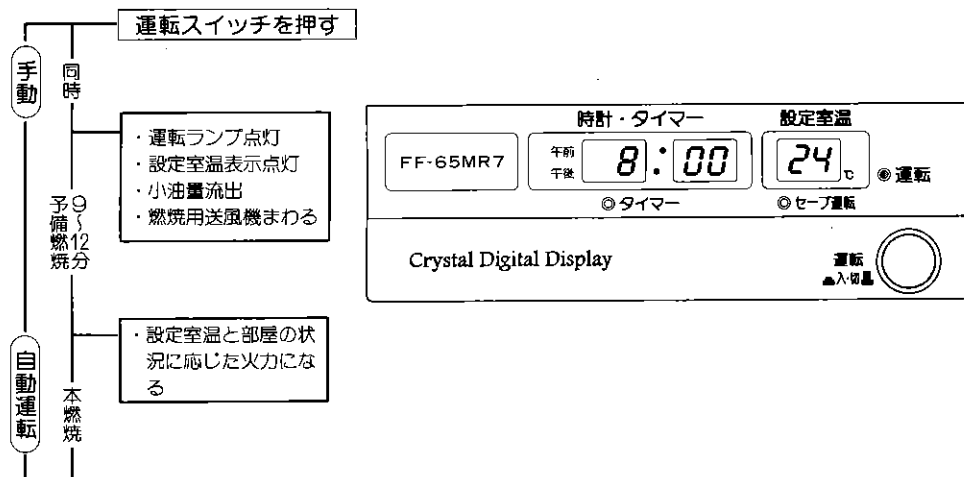 運転スイッチを押す
手動
同時
・運転ランプ点灯
・設定室温表示点灯
・小油量流出
・燃焼用送風機まわる
9〜12分
予備燃焼
・設定室温と部屋の状
況に応じた火力にな
る
自動運転
本燃焼
時計・タイマー
設定室温
FF-65MR7
午前
午後
8:00
24
℃
運転
タイマー
セーブ運転
Crystal Digital Display
運転
入・切